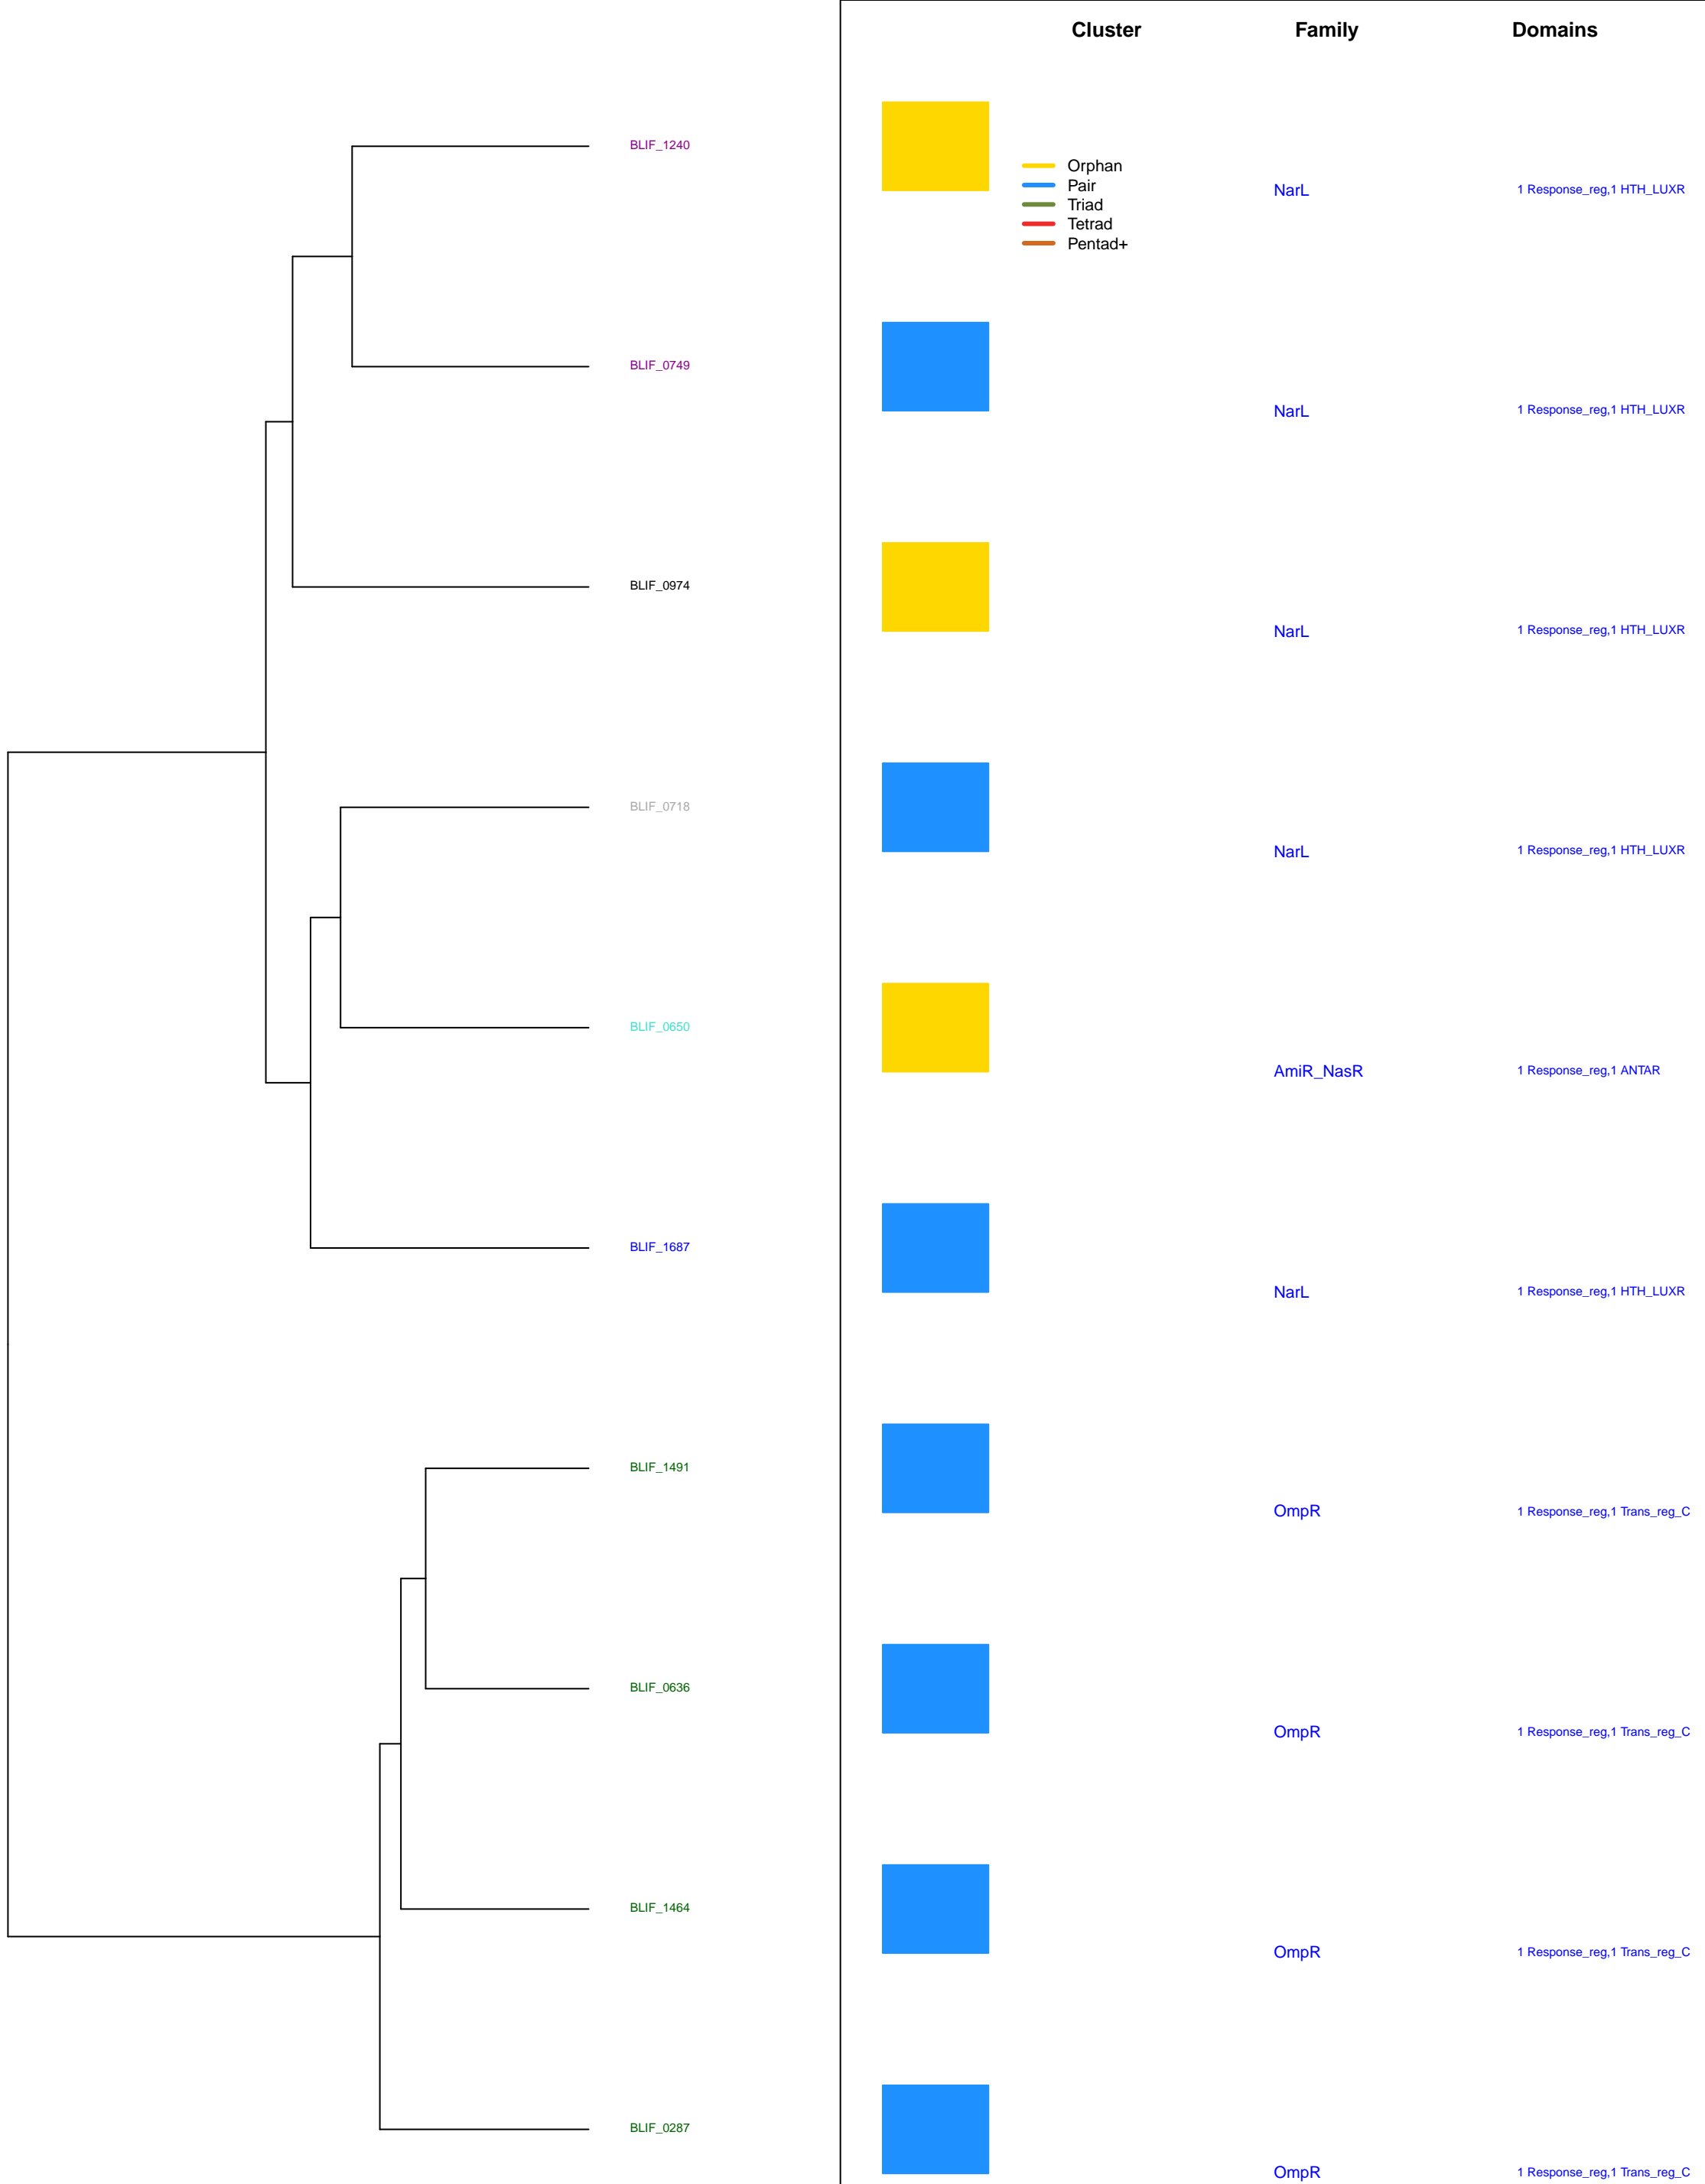 Cluster Family Domains
BLIF_1240
Orphan
Pair
Triad
Tetrad
Pentad+
NarL 1 Response_reg,1 HTH_LUXR
BLIF_0749
NarL 1 Response_reg,1 HTH_LUXR
BLIF_0974
NarL 1 Response_reg,1 HTH_LUXR
BLIF_0718
NarL 1 Response_reg,1 HTH_LUXR
BLIF_0650
AmiR_NasR 1 Response_reg,1 ANTAR
BLIF_1687
NarL 1 Response_reg,1 HTH_LUXR
BLIF_1491
OmpR 1 Response_reg,1 Trans_reg_C
BLIF_0636
OmpR 1 Response_reg,1 Trans_reg_C
BLIF_1464
OmpR 1 Response_reg,1 Trans_reg_C
BLIF_0287
OmpR 1 Response_reg,1 Trans_reg_C